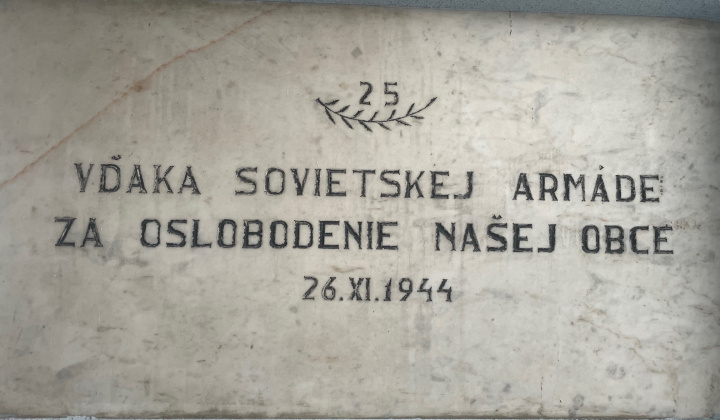 25
VĎAKA SOVIETSKEJ ARMÁDE
ZA OSLOBODENIE NAŠEJ OBCE
26.XI.1944